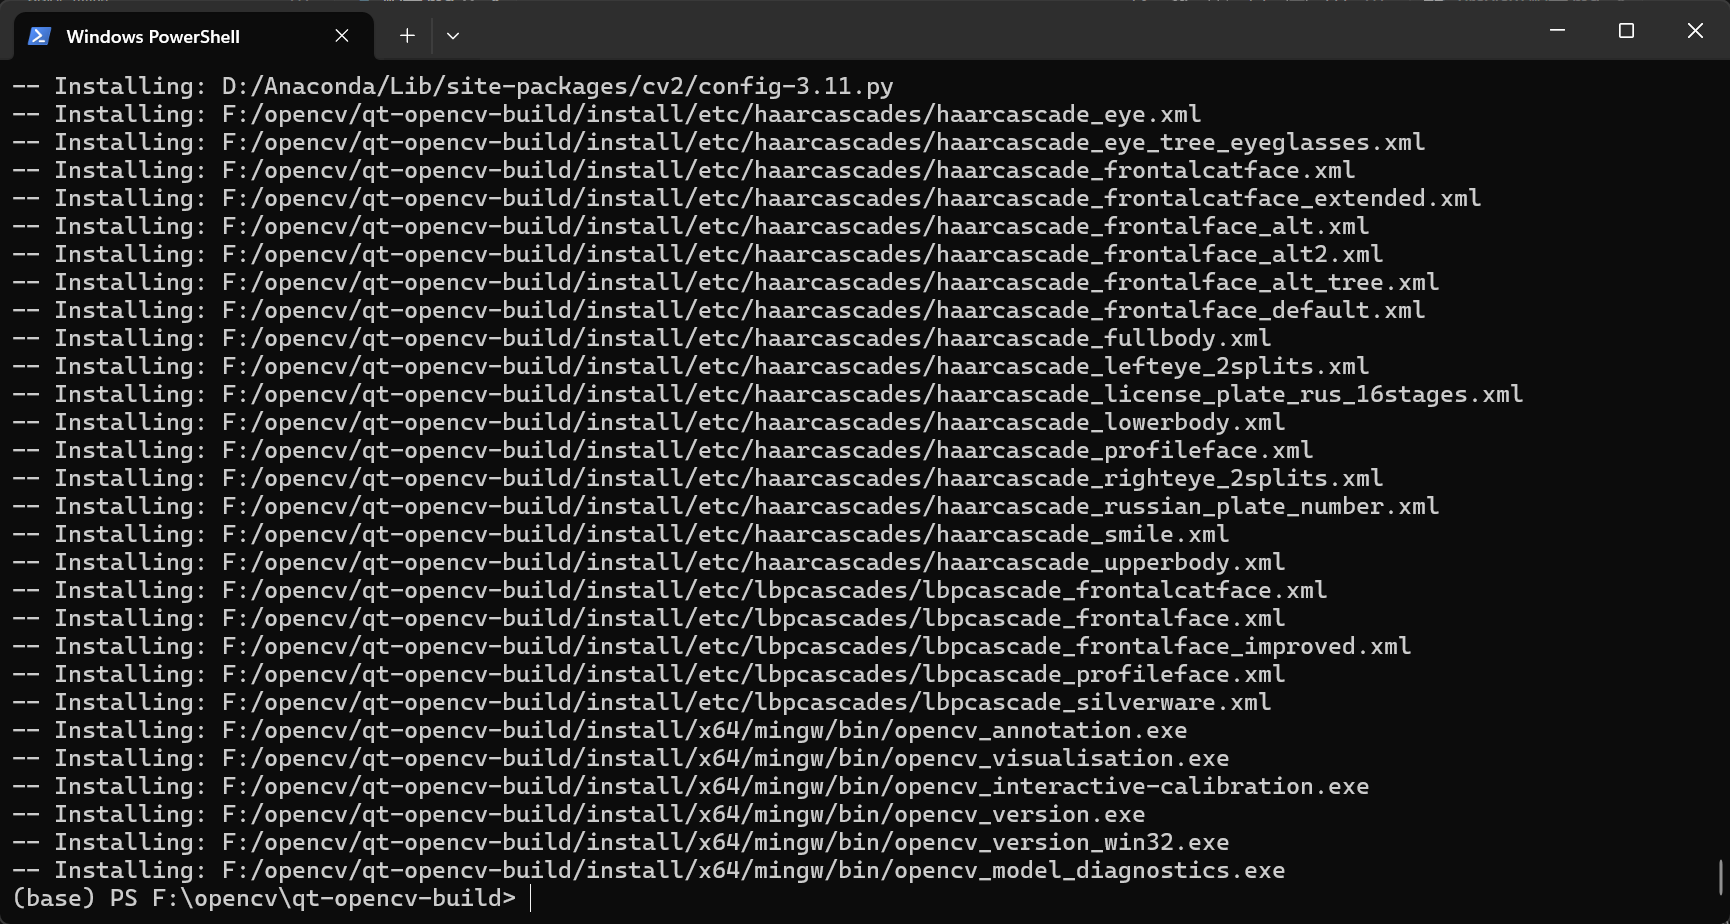 Windows PowerShell
-- Installing: D:/Anaconda/Lib/site-packages/cv2/config-3.11.py
-- Installing: F:/opencv/qt-opencv-build/install/etc/haarcascades/haarcascade_eye.xml
-- Installing: F:/opencv/qt-opencv-build/install/etc/haarcascades/haarcascade_eye_tree_eyeglasses.xml
-- Installing: F:/opencv/qt-opencv-build/install/etc/haarcascades/haarcascade_frontalcatface.xml
-- Installing: F:/opencv/qt-opencv-build/install/etc/haarcascades/haarcascade_frontalcatface_extended.xml
-- Installing: F:/opencv/qt-opencv-build/install/etc/haarcascades/haarcascade_frontalface_alt.xml
-- Installing: F:/opencv/qt-opencv-build/install/etc/haarcascades/haarcascade_frontalface_alt2.xml
-- Installing: F:/opencv/qt-opencv-build/install/etc/haarcascades/haarcascade_frontalface_alt_tree.xml
-- Installing: F:/opencv/qt-opencv-build/install/etc/haarcascades/haarcascade_frontalface_default.xml
-- Installing: F:/opencv/qt-opencv-build/install/etc/haarcascades/haarcascade_fullbody.xml
-- Installing: F:/opencv/qt-opencv-build/install/etc/haarcascades/haarcascade_lefteye_2splits.xml
-- Installing: F:/opencv/qt-opencv-build/install/etc/haarcascades/haarcascade_license_plate_rus_16stages.xml
-- Installing: F:/opencv/qt-opencv-build/install/etc/haarcascades/haarcascade_lowerbody.xml
-- Installing: F:/opencv/qt-opencv-build/install/etc/haarcascades/haarcascade_profileface.xml
-- Installing: F:/opencv/qt-opencv-build/install/etc/haarcascades/haarcascade_righteye_2splits.xml
-- Installing: F:/opencv/qt-opencv-build/install/etc/haarcascades/haarcascade_russian_plate_number.xml
-- Installing: F:/opencv/qt-opencv-build/install/etc/haarcascades/haarcascade_smile.xml
-- Installing: F:/opencv/qt-opencv-build/install/etc/haarcascades/haarcascade_upperbody.xml
-- Installing: F:/opencv/qt-opencv-build/install/etc/lbpcascades/lbpcascade_frontalcatface.xml
-- Installing: F:/opencv/qt-opencv-build/install/etc/lbpcascades/lbpcascade_frontalface.xml
-- Installing: F:/opencv/qt-opencv-build/install/etc/lbpcascades/lbpcascade_frontalface_improved.xml
-- Installing: F:/opencv/qt-opencv-build/install/etc/lbpcascades/lbpcascade_profileface.xml
-- Installing: F:/opencv/qt-opencv-build/install/etc/lbpcascades/lbpcascade_silverware.xml
-- Installing: F:/opencv/qt-opencv-build/install/x64/mingw/bin/opencv_annotation.exe
-- Installing: F:/opencv/qt-opencv-build/install/x64/mingw/bin/opencv_visualisation.exe
-- Installing: F:/opencv/qt-opencv-build/install/x64/mingw/bin/opencv_interactive-calibration.exe
-- Installing: F:/opencv/qt-opencv-build/install/x64/mingw/bin/opencv_version.exe
-- Installing: F:/opencv/qt-opencv-build/install/x64/mingw/bin/opencv_version_win32.exe
-- Installing: F:/opencv/qt-opencv-build/install/x64/mingw/bin/opencv_model_diagnostics.exe
(base) PS F:\opencv\qt-opencv-build>